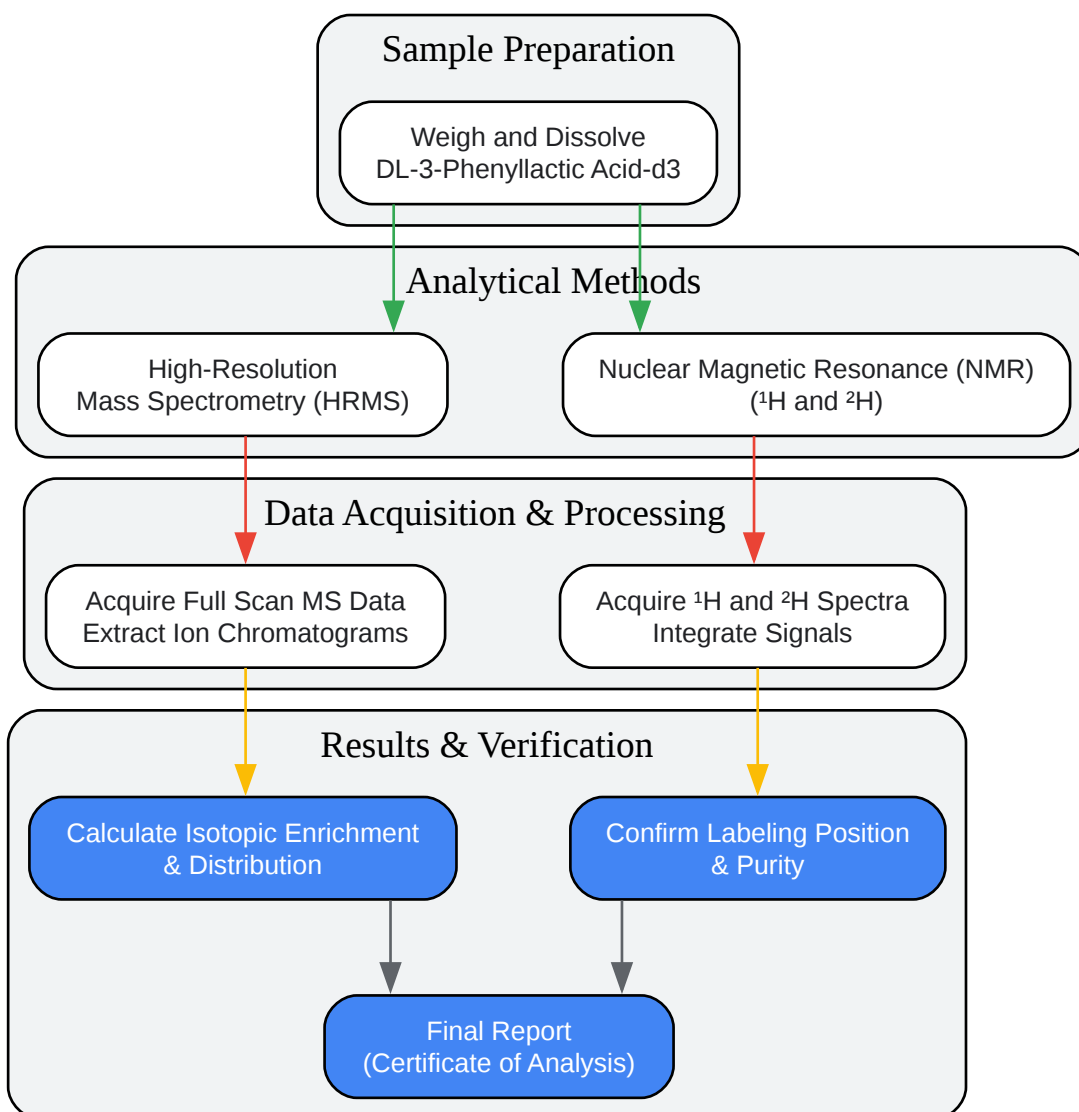 Sample Preparation
Weigh and Dissolve
DL-3-Phenyllactic Acid-d3
Analytical Methods
High-Resolution
Mass Spectrometry (HRMS)
Nuclear Magnetic Resonance (NMR)
(¹H and ²H)
Data Acquisition & Processing
Acquire Full Scan MS Data
Extract Ion Chromatograms
Acquire ¹H and ²H Spectra
Integrate Signals
Results & Verification
Calculate Isotopic Enrichment
& Distribution
Confirm Labeling Position
& Purity
Final Report
(Certificate of Analysis)